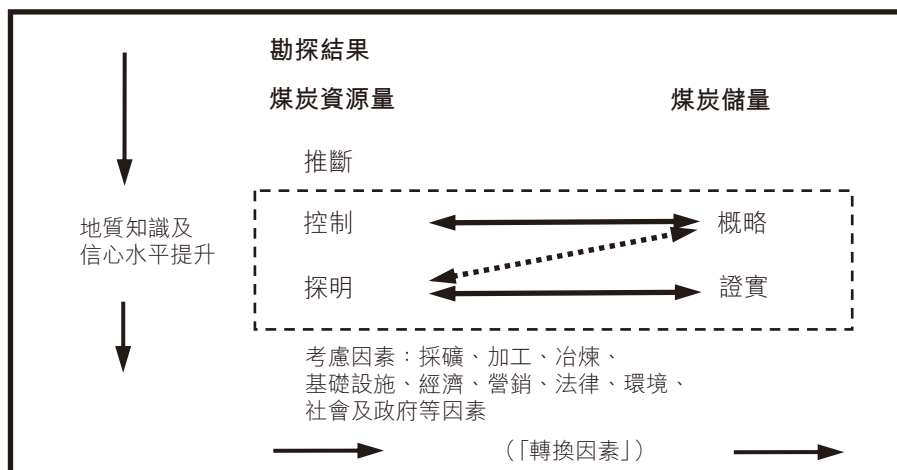 勘探結果
煤炭資源量 煤炭儲量
推斷
地質知識及
信心水平提升
控制 概略
探明 證實
考慮因素：採礦、加工、冶煉、
基礎設施、經濟、營銷、法律、環境、
社會及政府等因素
（「轉換因素」）